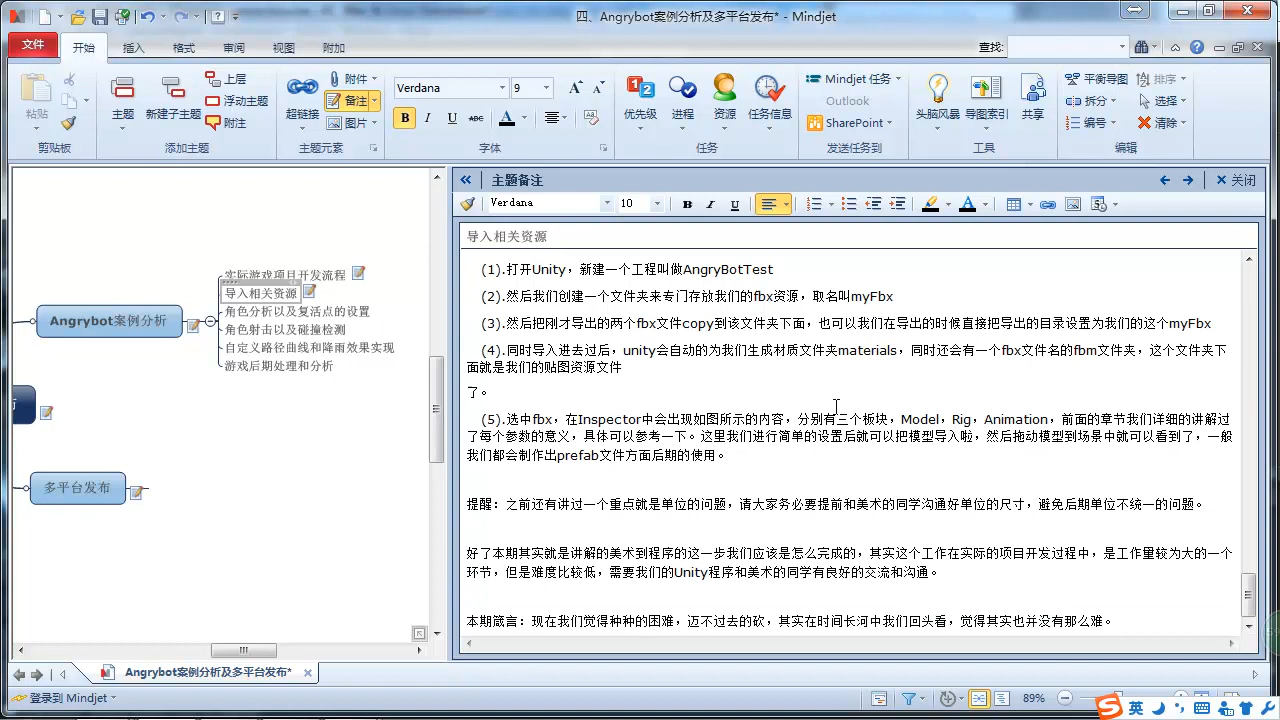 四、Angrybot案例分析及多平台发布* - Mindjet
文件 开始 插入 格式 审阅 视图 附加 查找:
粘贴 剪贴板
主题 新建子主题 上层 浮动主题 附注 添加主题
超链接 附件 备注 图片 主题元素
Verdana 9 B I U ABC A 字体
优先级 进程 资源 任务信息 任务
Mindjet 任务 Outlook SharePoint 发送任务到
头脑风暴 导图索引 共享 工具
平衡导图 排序 拆分 选择 编号 清除 编辑
主题备注 关闭
Verdana 10 B I U A
导入相关资源
(1).打开Unity，新建一个工程叫做AngryBotTest
(2).然后我们创建一个文件夹来专门存放我们的fbx资源，取名叫myFbx
(3).然后把刚才导出的两个fbx文件copy到该文件夹下面，也可以我们在导出的时候直接把导出的目录设置为我们的这个myFbx
(4).同时导入进去过后，unity会自动的为我们生成材质文件夹materials，同时还会有一个fbx文件名的fbm文件夹，这个文件夹下
面就是我们的贴图资源文件
了。
(5).选中fbx，在Inspector中会出现如图所示的内容，分别有三个板块，Model，Rig，Animation，前面的章节我们详细的讲解过
了每个参数的意义，具体可以参考一下。这里我们进行简单的设置后就可以把模型导入啦，然后拖动模型到场景中就可以看到了，一般
我们都会制作出prefab文件方面后期的使用。
提醒：之前还有讲过一个重点就是单位的问题，请大家务必要提前和美术的同学沟通好单位的尺寸，避免后期单位不统一的问题。
好了本期其实就是讲解的美术到程序的这一步我们应该是怎么完成的，其实这个工作在实际的项目开发过程中，是工作量较为大的一个
环节，但是难度比较低，需要我们的Unity程序和美术的同学有良好的交流和沟通。
本期箴言：现在我们觉得种种的困难，迈不过去的砍，其实在时间长河中我们回头看，觉得其实也并没有那么难。
Angrybot案例分析
实际游戏项目开发流程
导入相关资源
角色分析以及复活点的设置
角色射击以及碰撞检测
自定义路径曲线和降雨效果实现
游戏后期处理和分析
多平台发布
Angrybot案例分析及多平台发布*
登录到 Mindjet 89%
英